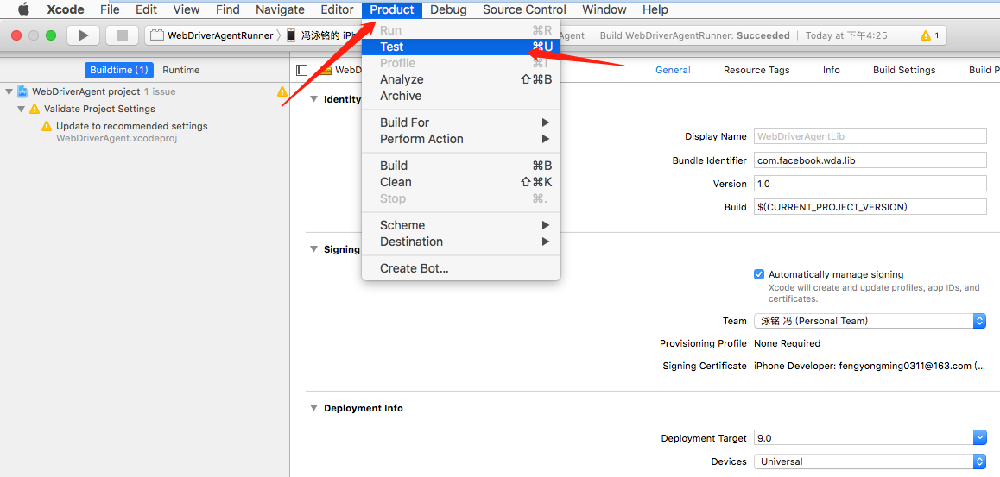 Xcode File Edit View Find Navigate Editor Product Debug Source Control Window Help
WebDriverAgentRunner 冯泳铭的 iPh
Agent Build WebDriverAgentRunner: Succeeded Today at 下午4:25 1
Run ⌘R
Test ⌘U
Profile ⌘I
Analyze ⇧⌘B
Archive
Build For
Perform Action
Build ⌘B
Clean ⇧⌘K
Stop ⌘.
Scheme
Destination
Create Bot...
Buildtime (1) Runtime
WebDriverAgent project 1 issue
Validate Project Settings
Update to recommended settings
WebDriverAgent.xcodeproj
WebD
General Resource Tags Info Build Settings Build P
Identity
Display Name WebDriverAgentLib
Bundle Identifier com.facebook.wda.lib
Version 1.0
Build $(CURRENT_PROJECT_VERSION)
Signing
Automatically manage signing
Xcode will create and update profiles, app IDs, and
certificates.
Team 泳铭 冯 (Personal Team)
Provisioning Profile None Required
Signing Certificate iPhone Developer: fengyongming0311@163.com (...
Deployment Info
Deployment Target 9.0
Devices Universal